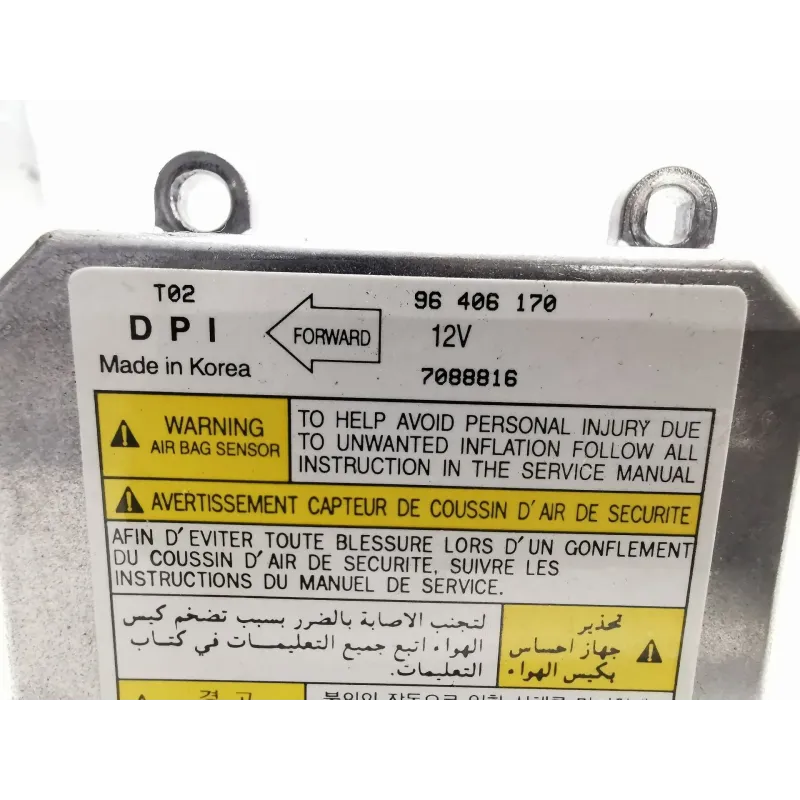 T02
96 406 170
D P I
FORWARD
12V
Made in Korea
7088816
WARNING
AIR BAG SENSOR
TO HELP AVOID PERSONAL INJURY DUE
TO UNWANTED INFLATION FOLLOW ALL
INSTRUCTION IN THE SERVICE MANUAL
AVERTISSEMENT CAPTEUR DE COUSSIN D'AIR DE SECURITE
AFIN D'EVITER TOUTE BLESSURE LORS D'UN GONFLEMENT
DU COUSSIN D'AIR DE SECURITE, SUIVRE LES
INSTRUCTIONS DU MANUEL DE SERVICE.
تحذير
جهاز احساس
بكيس الهواء
لتجنب الاصابة بالضرر بسبب تضخم كيس
الهواء اتبع جميع التعليمات في كتاب
التعليمات.
경 고